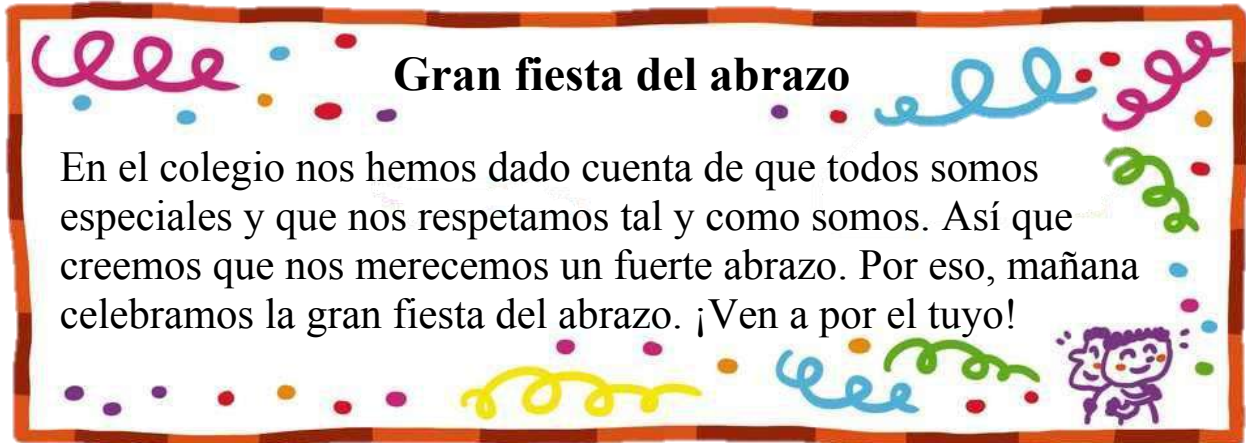 Gran fiesta del abrazo
En el colegio nos hemos dado cuenta de que todos somos
especiales y que nos respetamos tal y como somos. Así que
creemos que nos merecemos un fuerte abrazo. Por eso, mañana
celebramos la gran fiesta del abrazo. ¡Ven a por el tuyo!